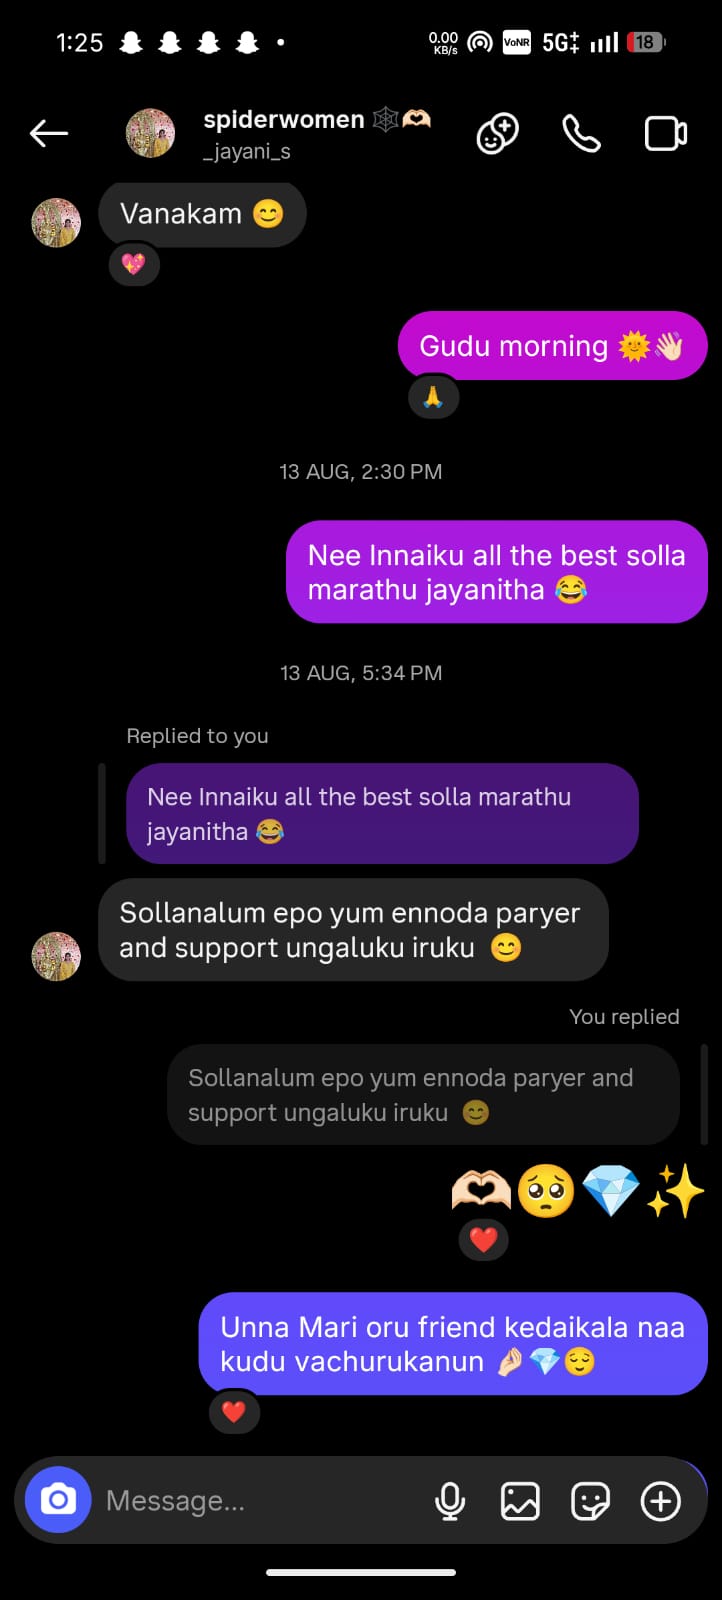 1:25
0.00
KB/s
VoNR
5G
18
spiderwomen 🕸️🫶🏻
_jayani_s
Vanakam 😊
💖
Gudu morning 🌞👋🏻
🙏
13 AUG, 2:30 PM
Nee Innaiku all the best solla
marathu jayanitha 😂
13 AUG, 5:34 PM
Replied to you
Nee Innaiku all the best solla marathu
jayanitha 😂
Sollanalum epo yum ennoda paryer
and support ungaluku iruku 😊
You replied
Sollanalum epo yum ennoda paryer and
support ungaluku iruku 😊
🫶🏻🥺💎✨
❤️
Unna Mari oru friend kedaikala naa
kudu vachurukanun 🤌🏻💎😌
❤️
Message...